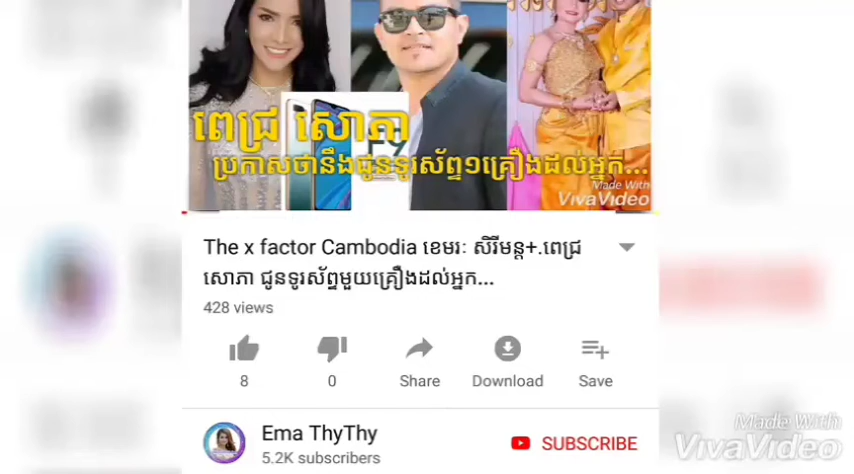 ពេជ្រ សោភា
ប្រកាសថានឹងជូនទូរស័ព្ទ១គ្រឿងដល់អ្នក...
Made With
VivaVideo
The x factor Cambodia ខេមរៈ សិរីមន្ត+.ពេជ្រ
សោភា ជូនទូរស័ព្ទមួយគ្រឿងដល់អ្នក...
428 views
8
0
Share
Download
Save
Ema ThyThy
5.2K subscribers
SUBSCRIBE
Made With
VivaVideo